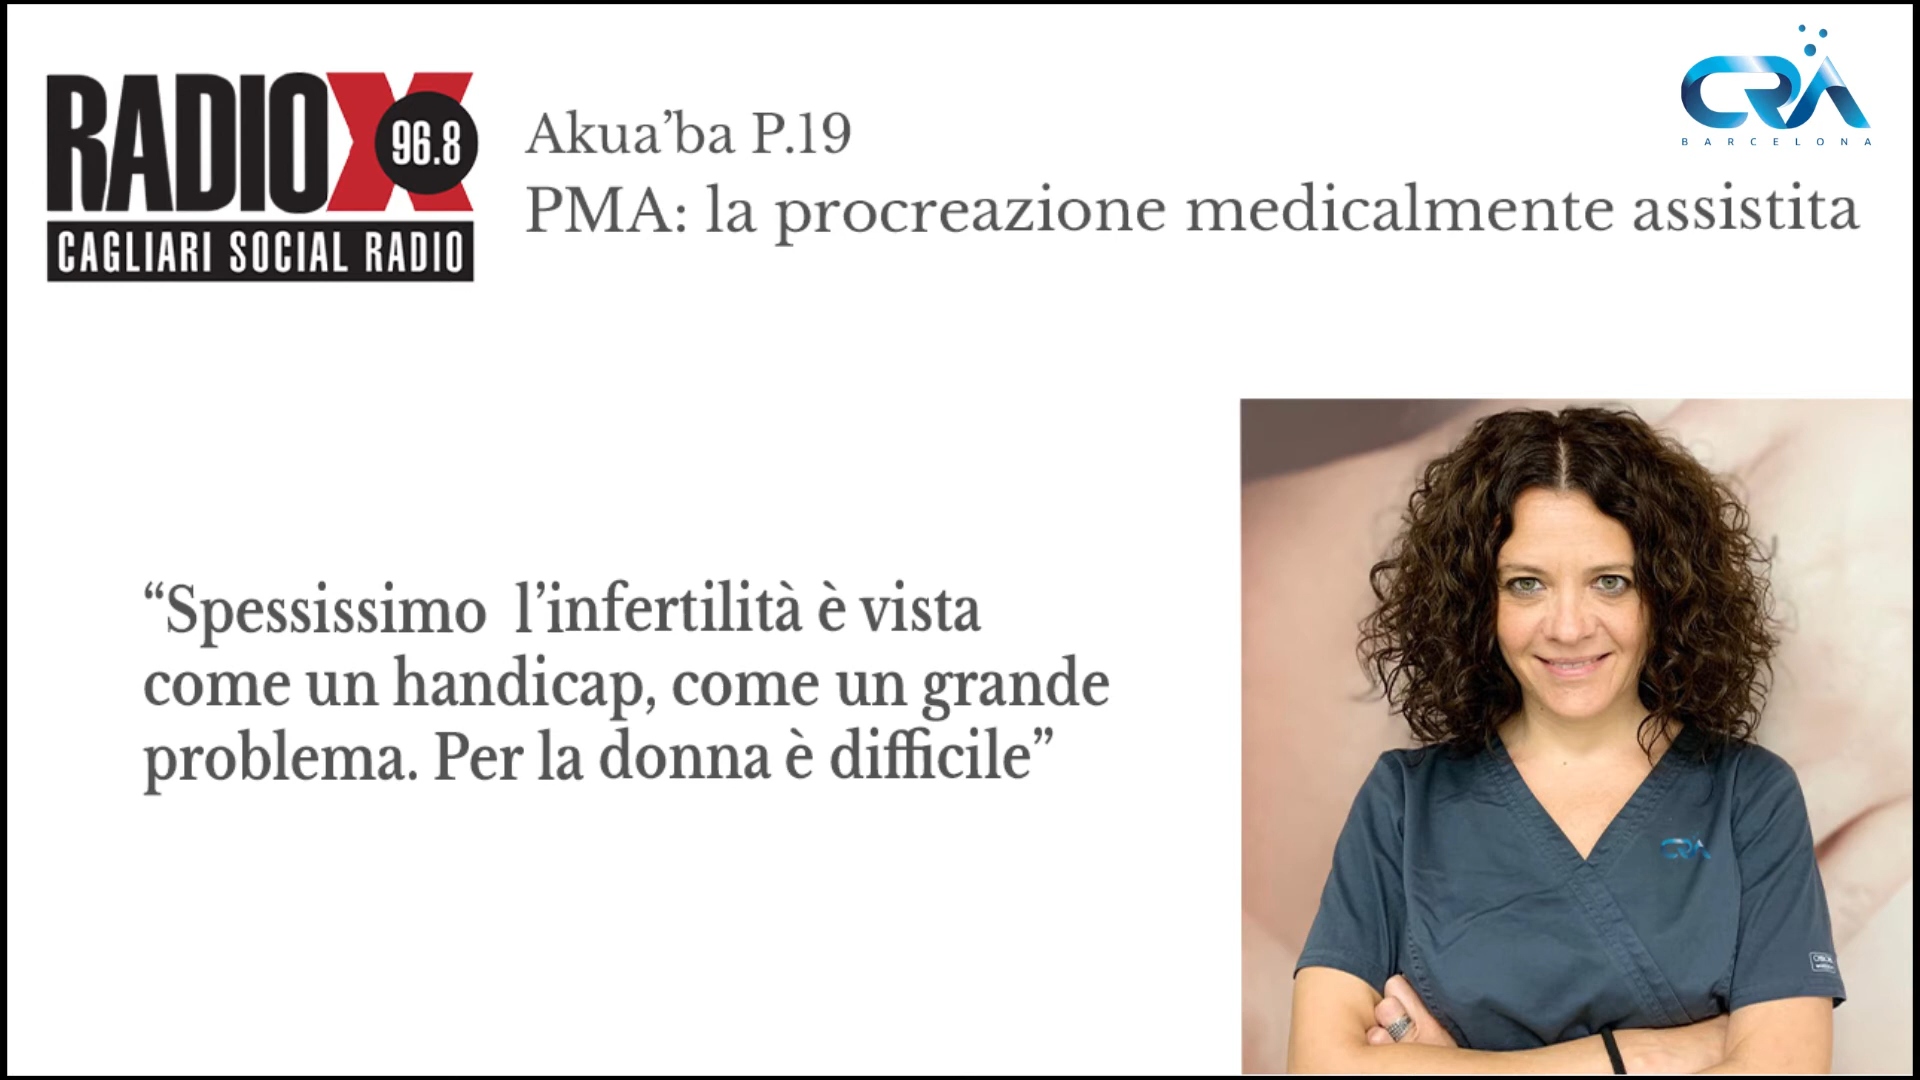 RADIOX
96.8
CAGLIARI SOCIAL RADIO
Akua’ba P.19
PMA: la procreazione medicalmente assistita
CRA
BARCELONA
“Spessissimo  l’infertilità è vista
come un handicap, come un grande
problema. Per la donna è difficile”
CRA